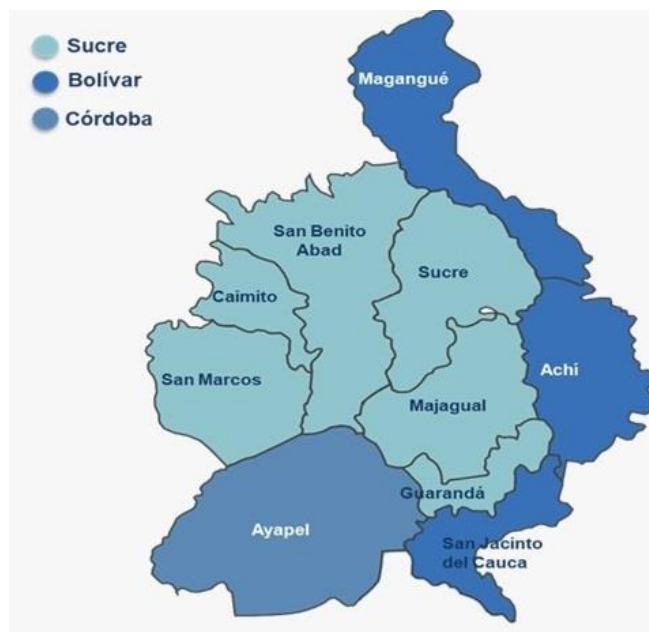 Sucre
Bolívar
Córdoba
Magangué
San Benito
Abad
Sucre
Caimito
Achí
San Marcos
Majagual
Guarandá
Ayapel
San Jacinto
del Cauca